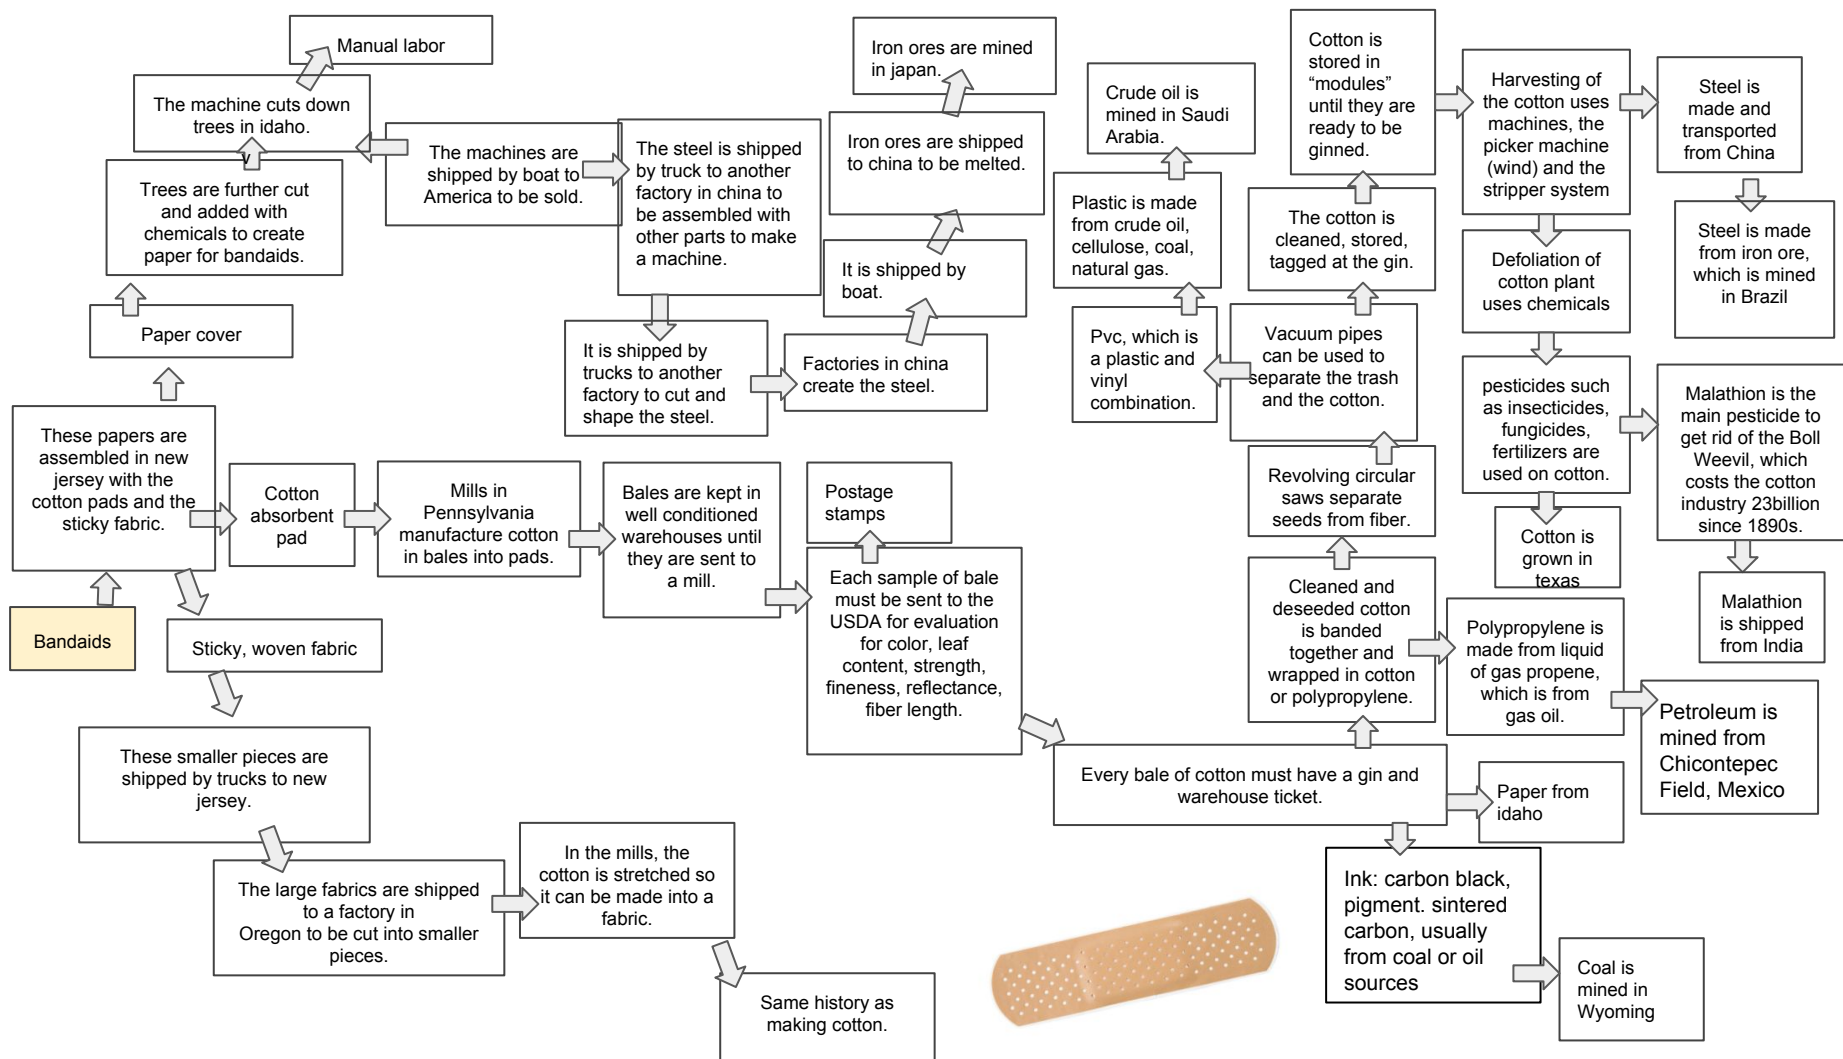 Manual labor
The machine cuts down
trees in idaho.
v
Trees are further cut
and added with
chemicals to create
paper for bandaids.
Paper cover
These papers are
assembled in new
jersey with the
cotton pads and the
sticky fabric.
Bandaids
The machines are
shipped by boat to
America to be sold.
The steel is shipped
by truck to another
factory in china to
be assembled with
other parts to make
a machine.
It is shipped by
trucks to another
factory to cut and
shape the steel.
Factories in china
create the steel.
It is shipped by
boat.
Iron ores are shipped
to china to be melted.
Iron ores are mined
in japan.
Cotton
absorbent
pad
Mills in
Pennsylvania
manufacture cotton
in bales into pads.
Bales are kept in
well conditioned
warehouses until
they are sent to
a mill.
Postage
stamps
Each sample of bale
must be sent to the
USDA for evaluation
for color, leaf
content, strength,
fineness, reflectance,
fiber length.
Sticky, woven fabric
These smaller pieces are
shipped by trucks to new
jersey.
The large fabrics are shipped
to a factory in
Oregon to be cut into smaller
pieces.
In the mills, the
cotton is stretched so
it can be made into a
fabric.
Same history as
making cotton.
Every bale of cotton must have a gin and
warehouse ticket.
Paper from
idaho
Ink: carbon black,
pigment. sintered
carbon, usually
from coal or oil
sources
Coal is
mined in
Wyoming
Cleaned and
deseeded cotton
is banded
together and
wrapped in cotton
or polypropylene.
Polypropylene is
made from liquid
of gas propene,
which is from
gas oil.
Petroleum is
mined from
Chicontepec
Field, Mexico
Revolving circular
saws separate
seeds from fiber.
Vacuum pipes
can be used to
separate the trash
and the cotton.
Pvc, which is
a plastic and
vinyl
combination.
Plastic is made
from crude oil,
cellulose, coal,
natural gas.
Crude oil is
mined in Saudi
Arabia.
The cotton is
cleaned, stored,
tagged at the gin.
Cotton is
stored in
“modules”
until they are
ready to be
ginned.
Harvesting of
the cotton uses
machines, the
picker machine
(wind) and the
stripper system
Steel is
made and
transported
from China
Steel is made
from iron ore,
which is mined
in Brazil
Defoliation of
cotton plant
uses chemicals
pesticides such
as insecticides,
fungicides,
fertilizers are
used on cotton.
Malathion is the
main pesticide to
get rid of the Boll
Weevil, which
costs the cotton
industry 23billion
since 1890s.
Malathion
is shipped
from India
Cotton is
grown in
texas